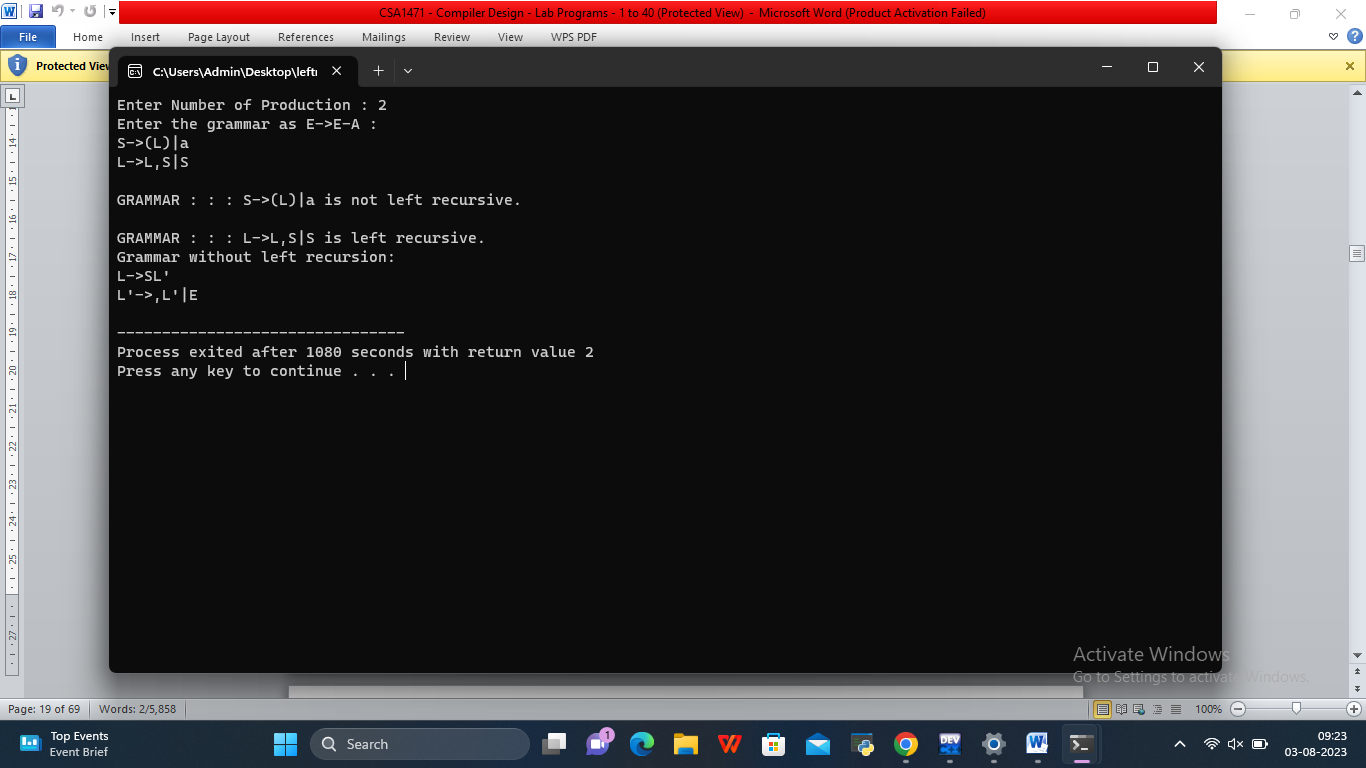 CSA1471 - Compiler Design - Lab Programs - 1 to 40 (Protected View) - Microsoft Word (Product Activation Failed)
File Home Insert Page Layout References Mailings Review View WPS PDF
Protected View
C:\Users\Admin\Desktop\left
Enter Number of Production : 2
Enter the grammar as E->E-A :
S->(L)|a
L->L,S|S
GRAMMAR : : : S->(L)|a is not left recursive.
GRAMMAR : : : L->L,S|S is left recursive.
Grammar without left recursion:
L->SL'
L'->,L'|E
--------------------------------
Process exited after 1080 seconds with return value 2
Press any key to continue . . .
Activate Windows
Go to Settings to activate Windows.
Page: 19 of 69 Words: 2/5,858 100%
Top Events
Event Brief
Search
1
DEV
09:23
03-08-2023